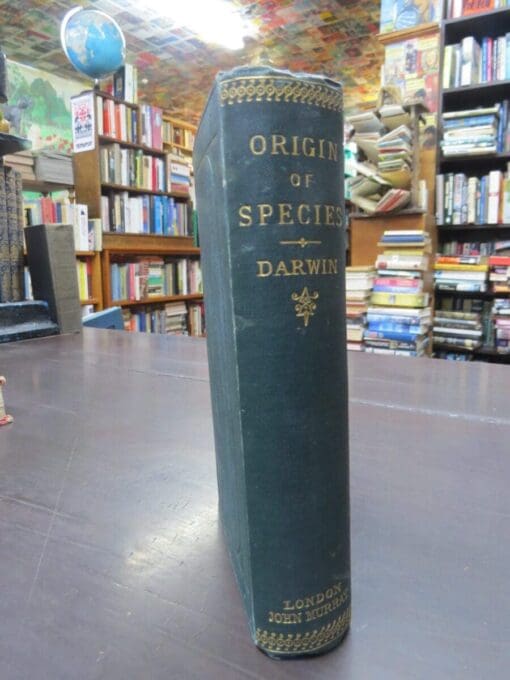 ORIGIN
OF
SPECIES
DARWIN
LONDON
JOHN MURRAY